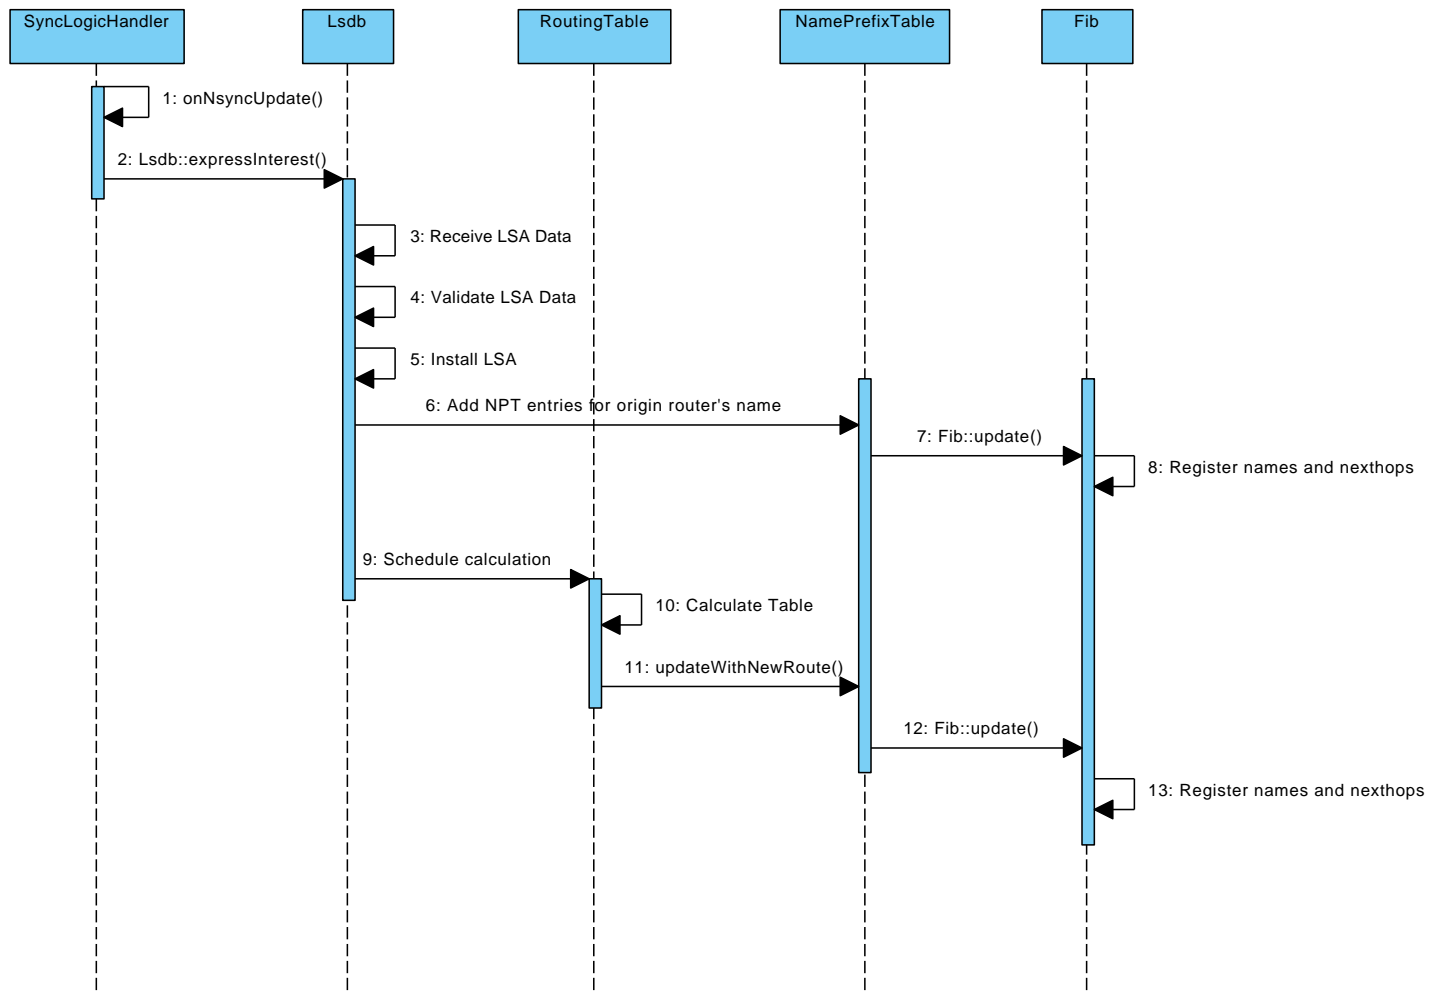 SyncLogicHandler
Lsdb
RoutingTable
NamePrefixTable
Fib
1: onNsyncUpdate()
2: Lsdb::expressInterest()
3: Receive LSA Data
4: Validate LSA Data
5: Install LSA
6: Add NPT entries for origin router's name
7: Fib::update()
8: Register names and nexthops
9: Schedule calculation
10: Calculate Table
11: updateWithNewRoute()
12: Fib::update()
13: Register names and nexthops